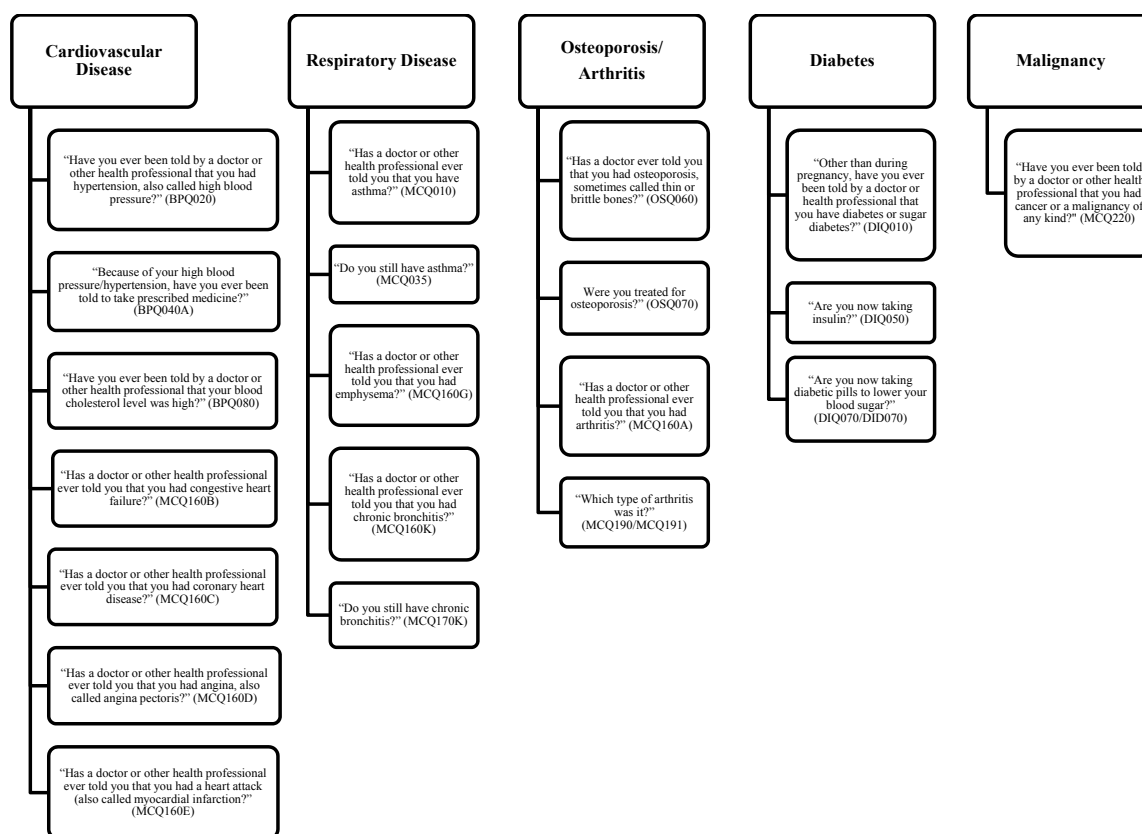 Cardiovascular
Disease
“Have you ever been told by a doctor or
other health professional that you had
hypertension, also called high blood
pressure?” (BPQ020)
“Because of your high blood
pressure/hypertension, have you ever been
told to take prescribed medicine?”
(BPQ040A)
“Have you ever been told by a doctor or
other health professional that your blood
cholesterol level was high?” (BPQ080)
“Has a doctor or other health professional
ever told you that you had congestive heart
failure?” (MCQ160B)
“Has a doctor or other health professional
ever told you that you had coronary heart
disease?” (MCQ160C)
“Has a doctor or other health professional
ever told you that you had angina, also
called angina pectoris?” (MCQ160D)
“Has a doctor or other health professional
ever told you that you had a heart attack
(also called myocardial infarction?”
(MCQ160E)
Respiratory Disease
“Has a doctor or other
health professional ever
told you that you have
asthma?” (MCQ010)
“Do you still have asthma?”
(MCQ035)
“Has a doctor or other
health professional ever
told you that you had
emphysema?” (MCQ160G)
“Has a doctor or other
health professional ever
told you that you had
chronic bronchitis?”
(MCQ160K)
“Do you still have chronic
bronchitis?” (MCQ170K)
Osteoporosis/
Arthritis
“Has a doctor ever told you
that you had osteoporosis,
sometimes called thin or
brittle bones?” (OSQ060)
Were you treated for
osteoporosis?” (OSQ070)
“Has a doctor or other
health professional ever
told you that you had
arthritis?” (MCQ160A)
“Which type of arthritis
was it?”
(MCQ190/MCQ191)
Diabetes
“Other than during
pregnancy, have you ever
been told by a doctor or
health professional that
you have diabetes or sugar
diabetes?” (DIQ010)
“Are you now taking
insulin?” (DIQ050)
“Are you now taking
diabetic pills to lower your
blood sugar?”
(DIQ070/DID070)
Malignancy
"Have you ever been told
by a doctor or other health
professional that you had
cancer or a malignancy of
any kind?" (MCQ220)